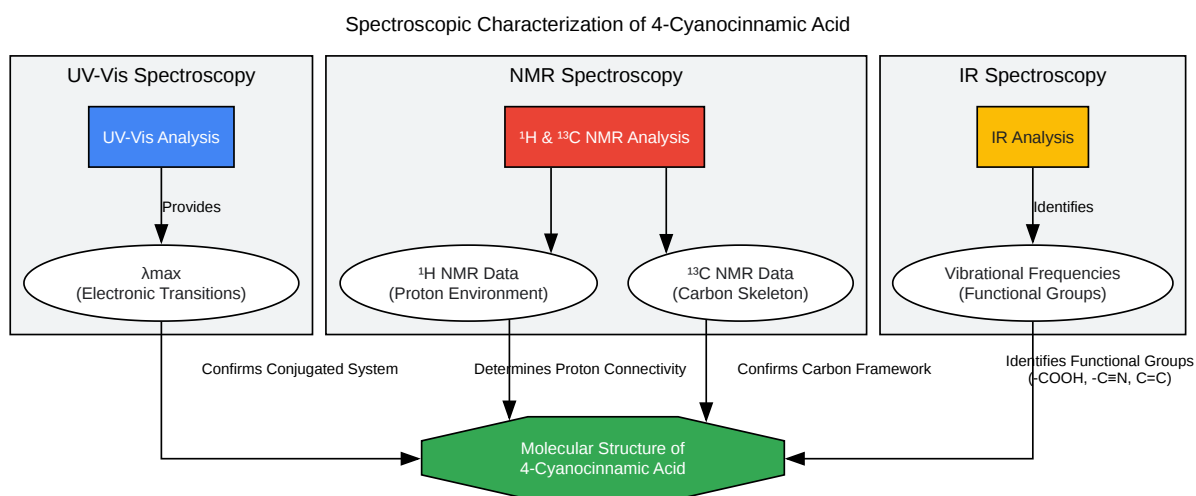 Spectroscopic Characterization of 4-Cyanocinnamic Acid
UV-Vis Spectroscopy
UV-Vis Analysis
Provides
λmax
(Electronic Transitions)
Confirms Conjugated System
NMR Spectroscopy
¹H & ¹³C NMR Analysis
¹H NMR Data
(Proton Environment)
¹³C NMR Data
(Carbon Skeleton)
Determines Proton Connectivity
Confirms Carbon Framework
IR Spectroscopy
IR Analysis
Identifies
Vibrational Frequencies
(Functional Groups)
Identifies Functional Groups
(-COOH, -C≡N, C=C)
Molecular Structure of
4-Cyanocinnamic Acid